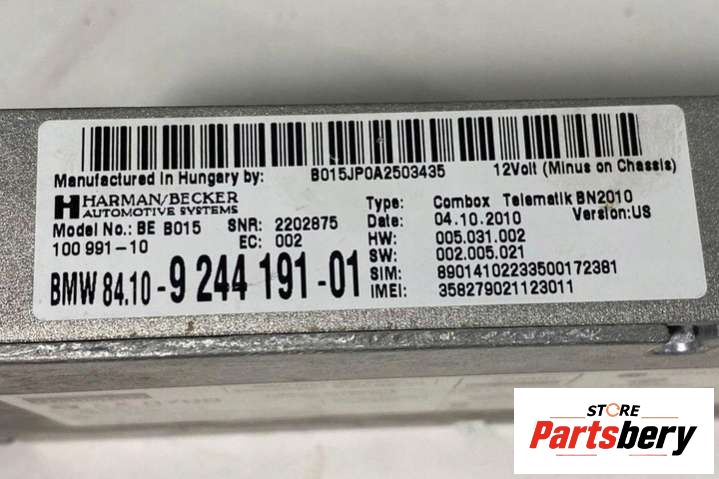 Manufactured in Hungary by: B015JP0A2503435 12Volt (Minus on Chassis)
HARMAN/BECKER
AUTOMOTIVE SYSTEMS
Model No.: BE B015 SNR: 2202875
100 991-10 EC: 002
BMW 84.10-9 244 191-01
Type: Combox Telematik BN2010
Date: 04.10.2010 Version:US
HW: 005.031.002
SW: 002.005.021
SIM: 89014102233500172381
IMEI: 358279021123011
STORE
Partsbery